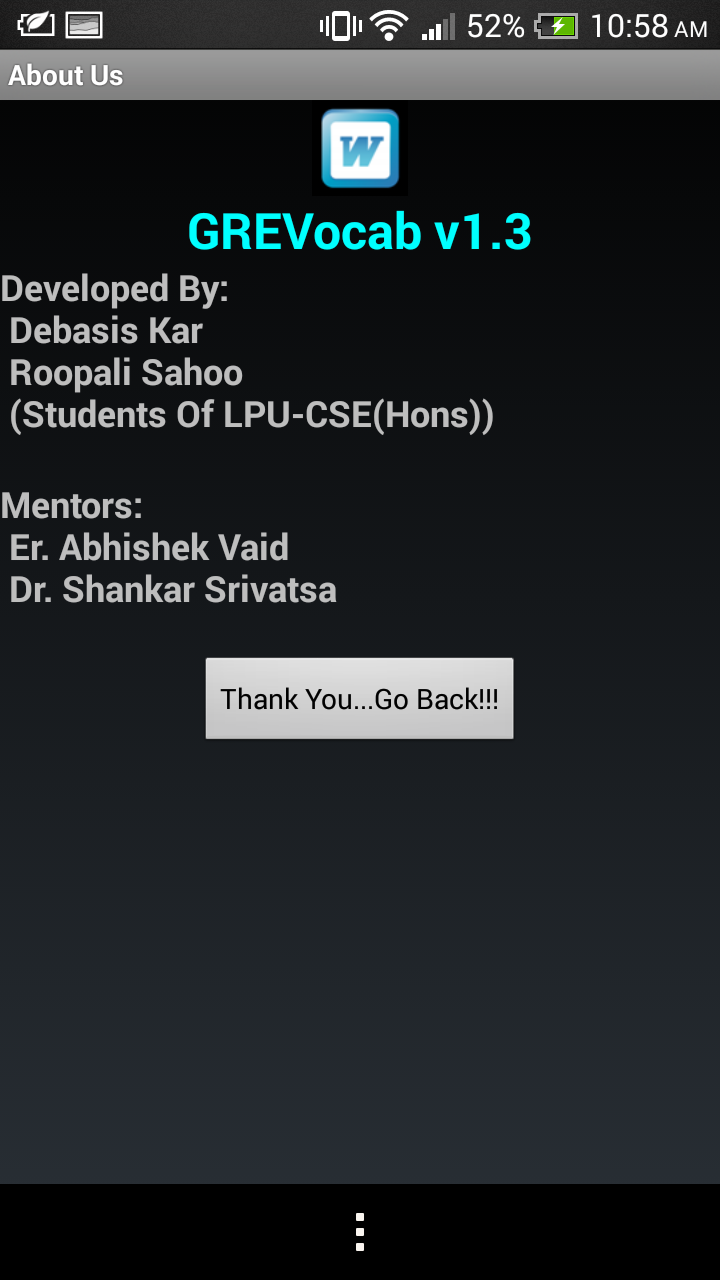 52% 10:58 AM
About Us
W
GREVocab v1.3
Developed By:
Debasis Kar
Roopali Sahoo
(Students Of LPU-CSE(Hons))
Mentors:
Er. Abhishek Vaid
Dr. Shankar Srivatsa
Thank You...Go Back!!!